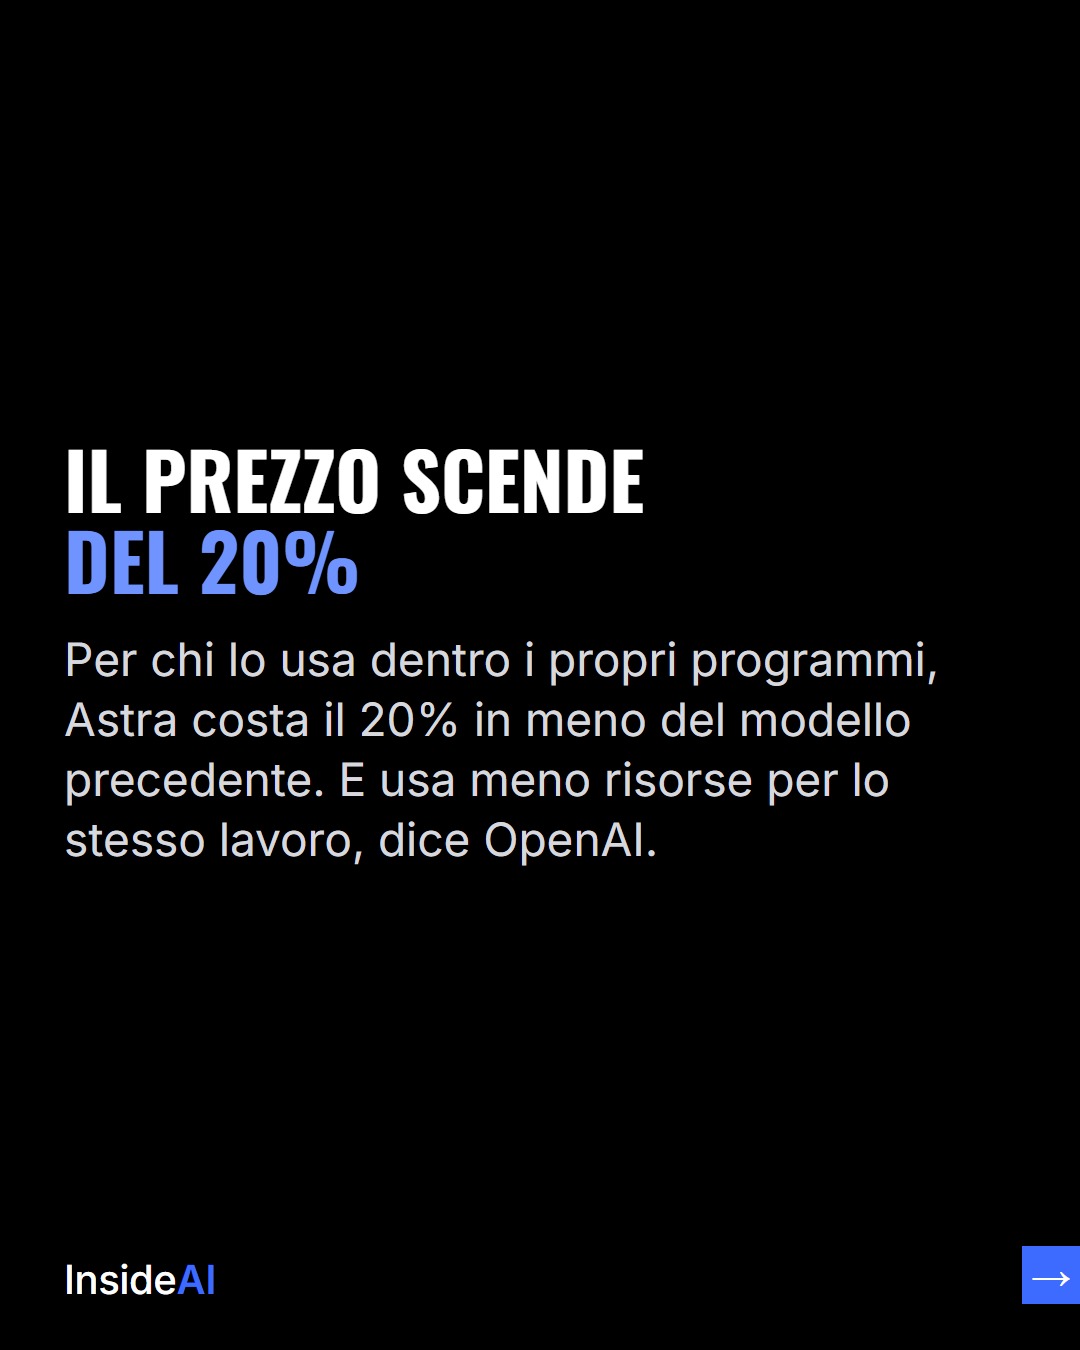 IL PREZZO SCENDE
DEL 20%
Per chi lo usa dentro i propri programmi,
Astra costa il 20% in meno del modello
precedente. E usa meno risorse per lo
stesso lavoro, dice OpenAI.
InsideAI
→